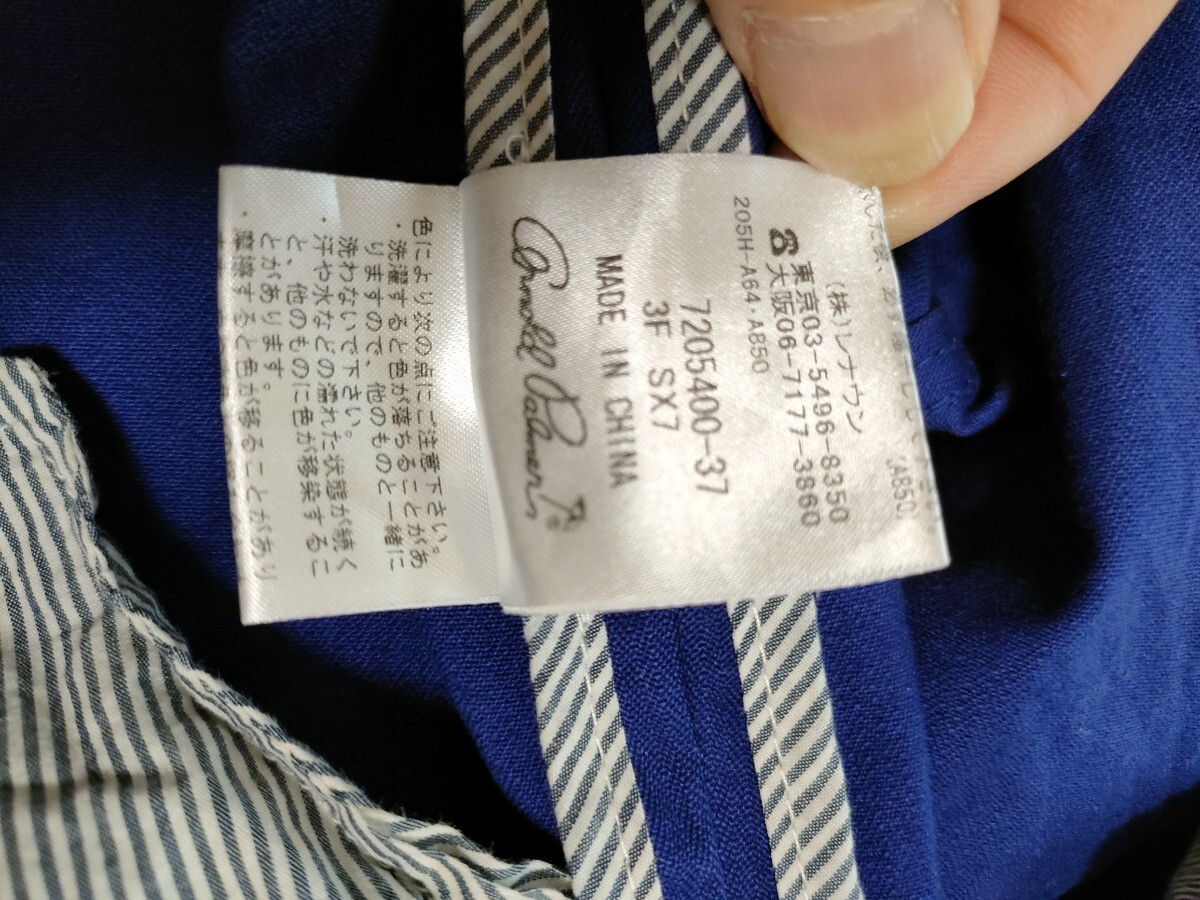 (株)レナウン
東京03-5496-8350
大阪06-7177-3860
205H-A64・A850
7205400-37
3F SX7
MADE IN CHINA
Arnold Palmer
色により次の点にご注意下さい。
・洗濯すると色が落ちることがあ
りますので、他のものと一緒に
洗わないで下さい。
・汗や水などの濡れた状態が続く
と、他のものに色が移染するこ
とがあります。
・摩擦すると色が移ることがあり
(A850)